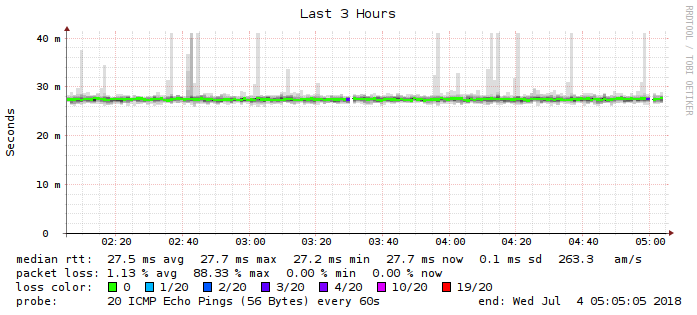 Last 3 Hours
RRDTOOL / TOBI OETIKER
Seconds
40 m
30 m
20 m
10 m
0
02:20 02:40 03:00 03:20 03:40 04:00 04:20 04:40 05:00
median rtt: 27.5 ms avg 27.7 ms max 27.2 ms min 27.7 ms now 0.1 ms sd 263.3 am/s
packet loss: 1.13 % avg 88.33 % max 0.00 % min 0.00 % now
loss color: 0 1/20 2/20 3/20 4/20 10/20 19/20
probe: 20 ICMP Echo Pings (56 Bytes) every 60s end: Wed Jul 4 05:05:05 2018